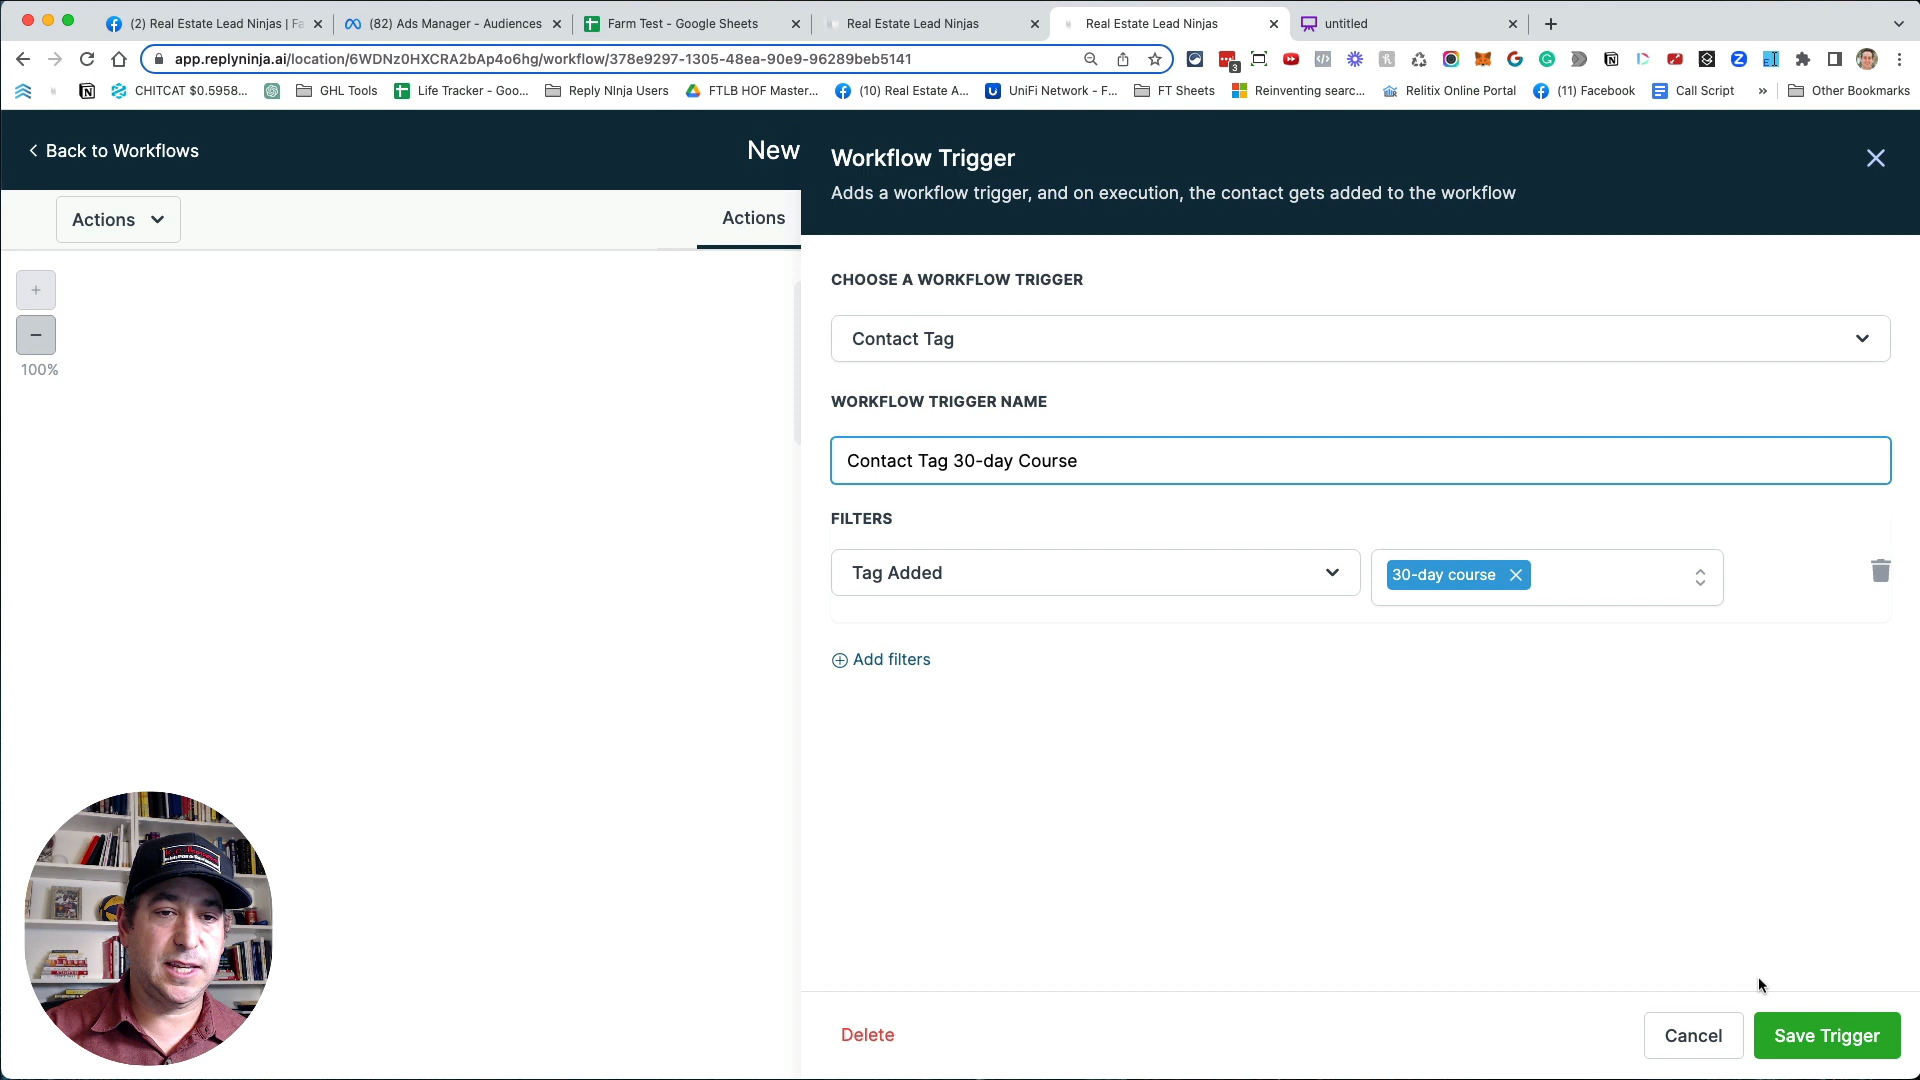 (2) Real Estate Lead Ninjas | Fa
(82) Ads Manager - Audiences
Farm Test - Google Sheets
Real Estate Lead Ninjas
Real Estate Lead Ninjas
untitled
app.replyninja.ai/location/6WDNz0HXCRA2bAp4o6hg/workflow/378e9297-1305-48ea-90e9-96289beb5141
3
CHITCAT $0.5958...
GHL Tools
Life Tracker - Goo...
Reply NInja Users
FTLB HOF Master...
(10) Real Estate A...
UniFi Network - F...
FT Sheets
Reinventing searc...
Relitix Online Portal
(11) Facebook
Call Script
»
Other Bookmarks
Back to Workflows
New
Workflow Trigger
Adds a workflow trigger, and on execution, the contact gets added to the workflow
Actions
Actions
+
−
100%
CHOOSE A WORKFLOW TRIGGER
Contact Tag
WORKFLOW TRIGGER NAME
Contact Tag 30-day Course
FILTERS
Tag Added
30-day course
Add filters
Delete
Cancel
Save Trigger